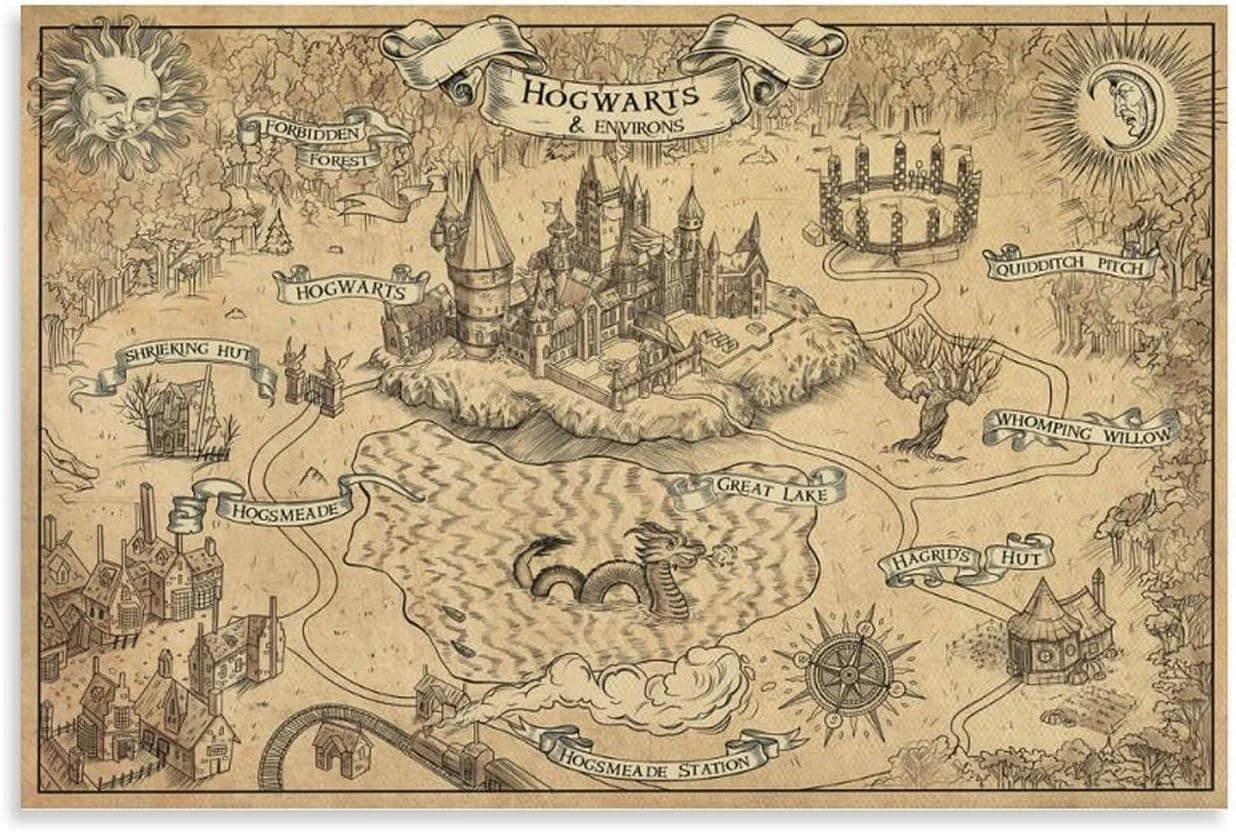 HOGWARTS
& ENVIRONS
FORBIDDEN
FOREST
QUIDDITCH PITCH
HOGWARTS
SHRIEKING HUT
WHOMPING WILLOW
GREAT LAKE
HOGSMEADE
HAGRID'S HUT
HOGSMEADE STATION